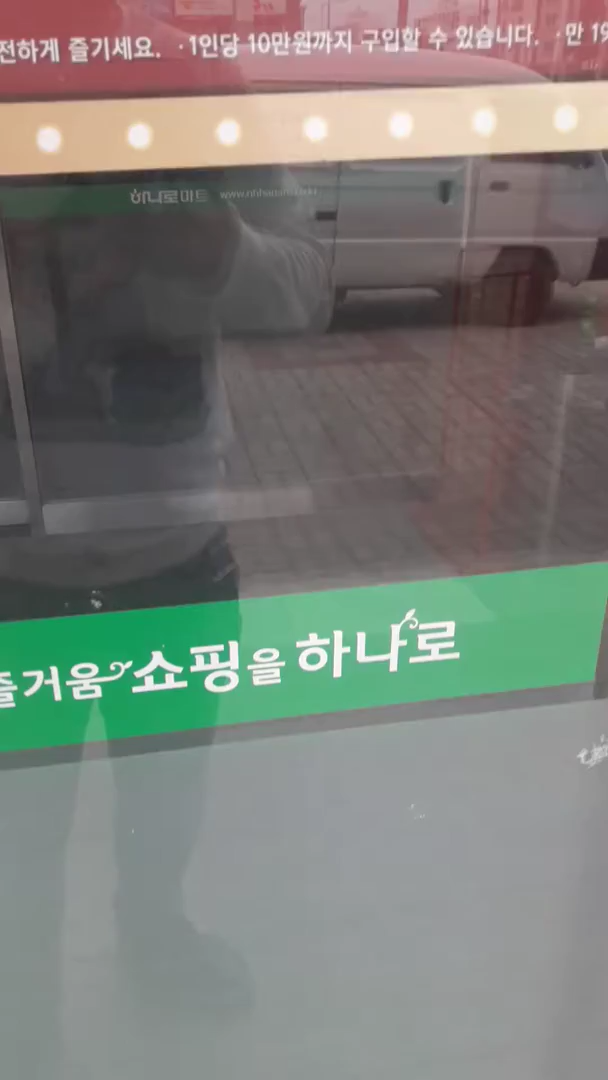 전하게 즐기세요. ·1인당 10만원까지 구입할 수 있습니다. ·만 19
하나로마트
즐거움 쇼핑을 하나로